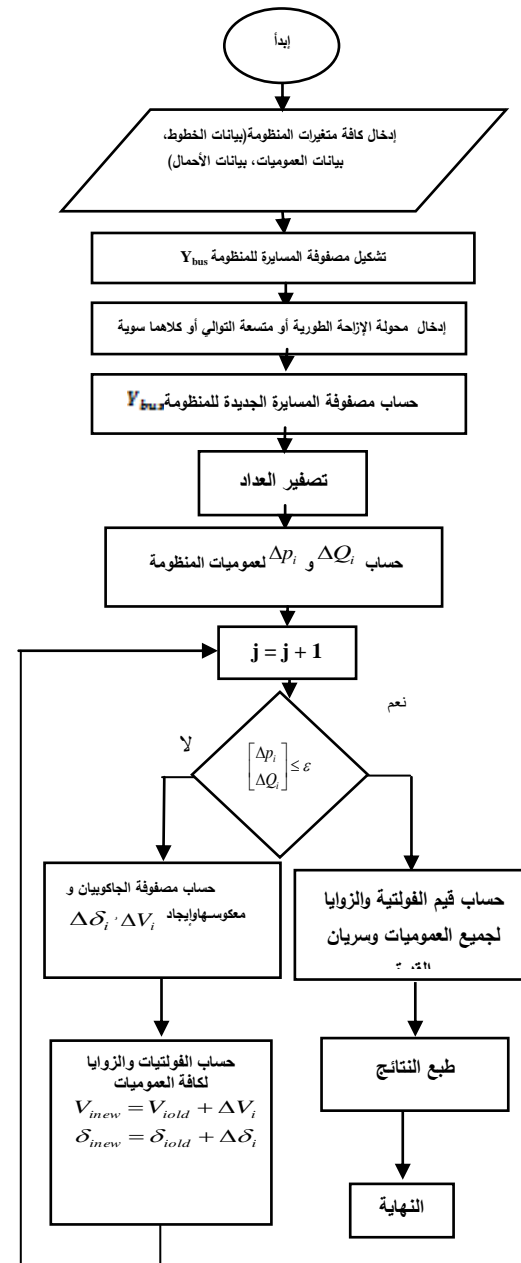 إبدأ
إدخال كافة متغيرات المنظومة(بيانات الخطوط،
بيانات العموميات، بيانات الأحمال)
تشكيل مصفوفة المسايرة للمنظومة Ybus
إدخال محولة الإزاحة الطورية أو متسعة التوالي أو كلاهما سوية
حساب مصفوفة المسايرة الجديدة للمنظومة Ybus
تصفير العداد
حساب ΔQi و Δpi لعموميات المنظومة
j = j + 1
نعم
لا
[Δpi ΔQi] ≤ ε
حساب مصفوفة الجاكوبيان و
معكوسهاوإيجاد Δδi ، ΔVi
حساب قيم الفولتية والزوايا
لجميع العموميات وسريان
حساب الفولتيات والزوايا
لكافة العموميات
Vinew = Viold + ΔVi
δinew = δiold + Δδi
طبع النتائج
النهاية